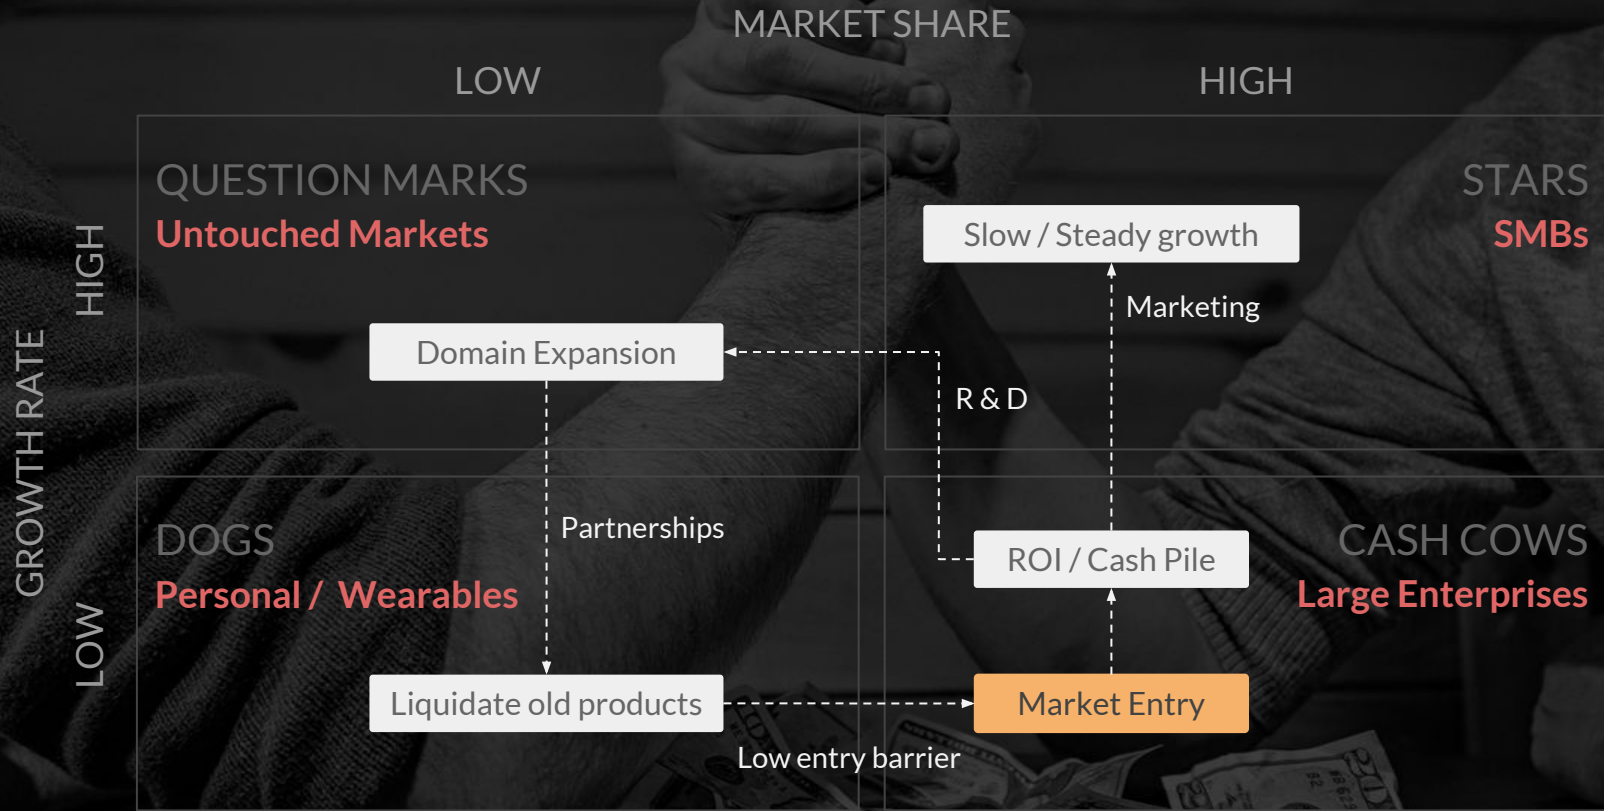 MARKET SHARE
LOW
HIGH
GROWTH RATE
HIGH
LOW
QUESTION MARKS
Untouched Markets
STARS
SMBs
Slow / Steady growth
Marketing
Domain Expansion
R & D
DOGS
Personal / Wearables
Partnerships
CASH COWS
Large Enterprises
ROI / Cash Pile
Liquidate old products
Market Entry
Low entry barrier